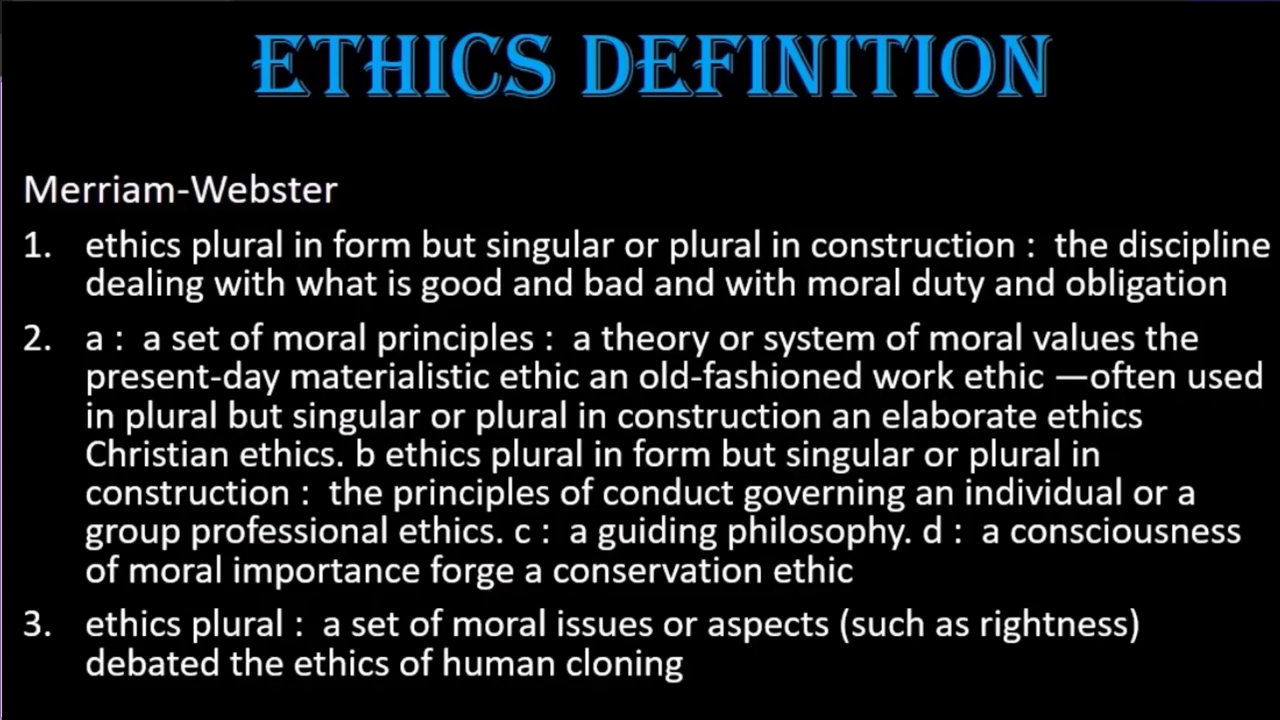 ETHICS DEFINITION
Merriam-Webster
1. ethics plural in form but singular or plural in construction : the discipline
dealing with what is good and bad and with moral duty and obligation
2. a : a set of moral principles : a theory or system of moral values the
present-day materialistic ethic an old-fashioned work ethic —often used
in plural but singular or plural in construction an elaborate ethics
Christian ethics. b ethics plural in form but singular or plural in
construction : the principles of conduct governing an individual or a
group professional ethics. c : a guiding philosophy. d : a consciousness
of moral importance forge a conservation ethic
3. ethics plural : a set of moral issues or aspects (such as rightness)
debated the ethics of human cloning